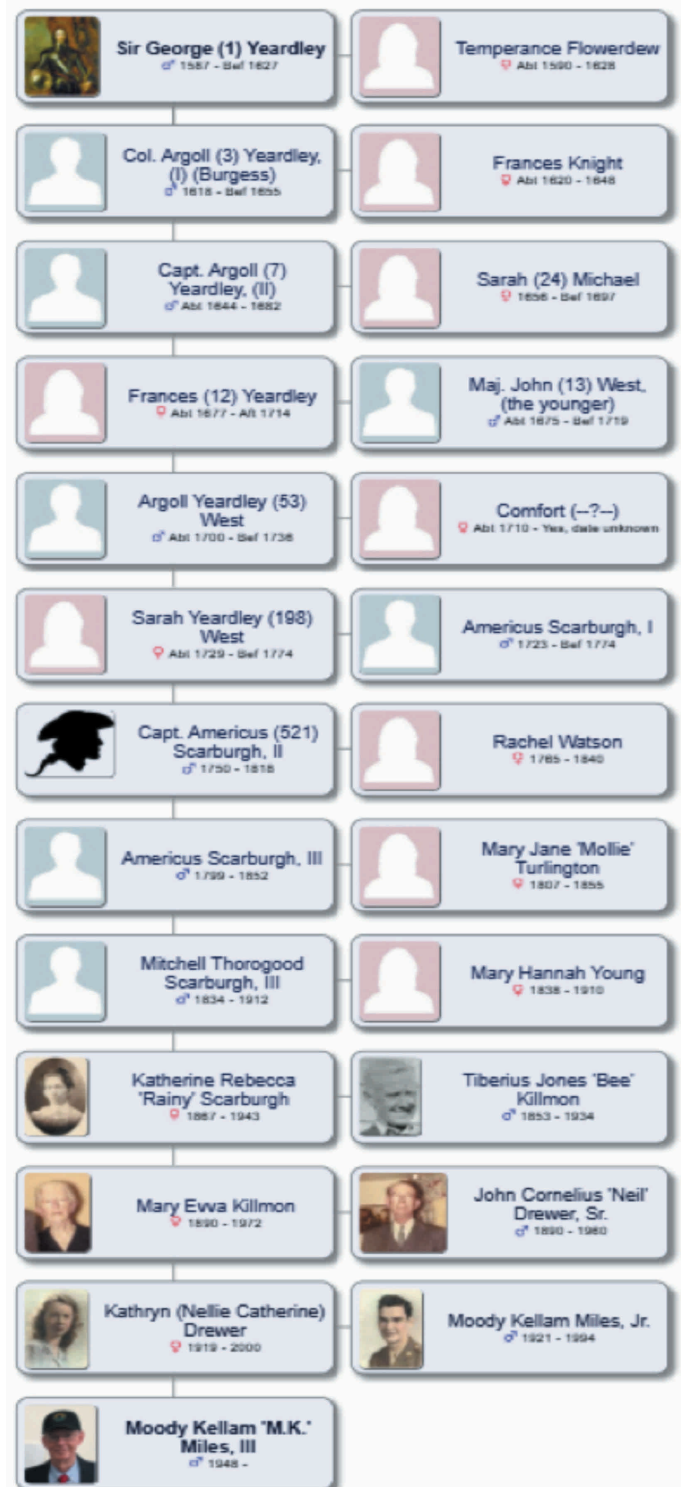 Sir George (1) Yeardley
♂ 1587 - Bef 1627
Temperance Flowerdew
♀ Abt 1590 - 1628
Col. Argoll (3) Yeardley,
(I) (Burgess)
♂ 1618 - Bef 1655
Frances Knight
♀ Abt 1620 - 1648
Capt. Argoll (7)
Yeardley, (II)
♂ Abt 1644 - 1682
Sarah (24) Michael
♀ 1656 - Bef 1697
Frances (12) Yeardley
♀ Abt 1677 - Aft 1714
Maj. John (13) West,
(the younger)
♂ Abt 1675 - Bef 1719
Argoll Yeardley (53)
West
♂ Abt 1700 - Bef 1736
Comfort (--?--)
♀ Abt 1710 - Yes, date unknown
Sarah Yeardley (198)
West
♀ Abt 1729 - Bef 1774
Americus Scarburgh, I
♂ 1723 - Bef 1774
Capt. Americus (521)
Scarburgh, II
♂ 1750 - 1818
Rachel Watson
♀ 1765 - 1840
Americus Scarburgh, III
♂ 1799 - 1852
Mary Jane 'Mollie'
Turlington
♀ 1807 - 1855
Mitchell Thorogood
Scarburgh, III
♂ 1834 - 1912
Mary Hannah Young
♀ 1838 - 1910
Katherine Rebecca
'Rainy' Scarburgh
♀ 1867 - 1943
Tiberius Jones 'Bee'
Killmon
♂ 1853 - 1934
Mary Evva Killmon
♀ 1890 - 1972
John Cornelius 'Neil'
Drewer, Sr.
♂ 1890 - 1980
Kathryn (Nellie Catherine)
Drewer
♀ 1919 - 2000
Moody Kellam Miles, Jr.
♂ 1921 - 1994
Moody Kellam "M.K."
Miles, III
♂ 1948 -